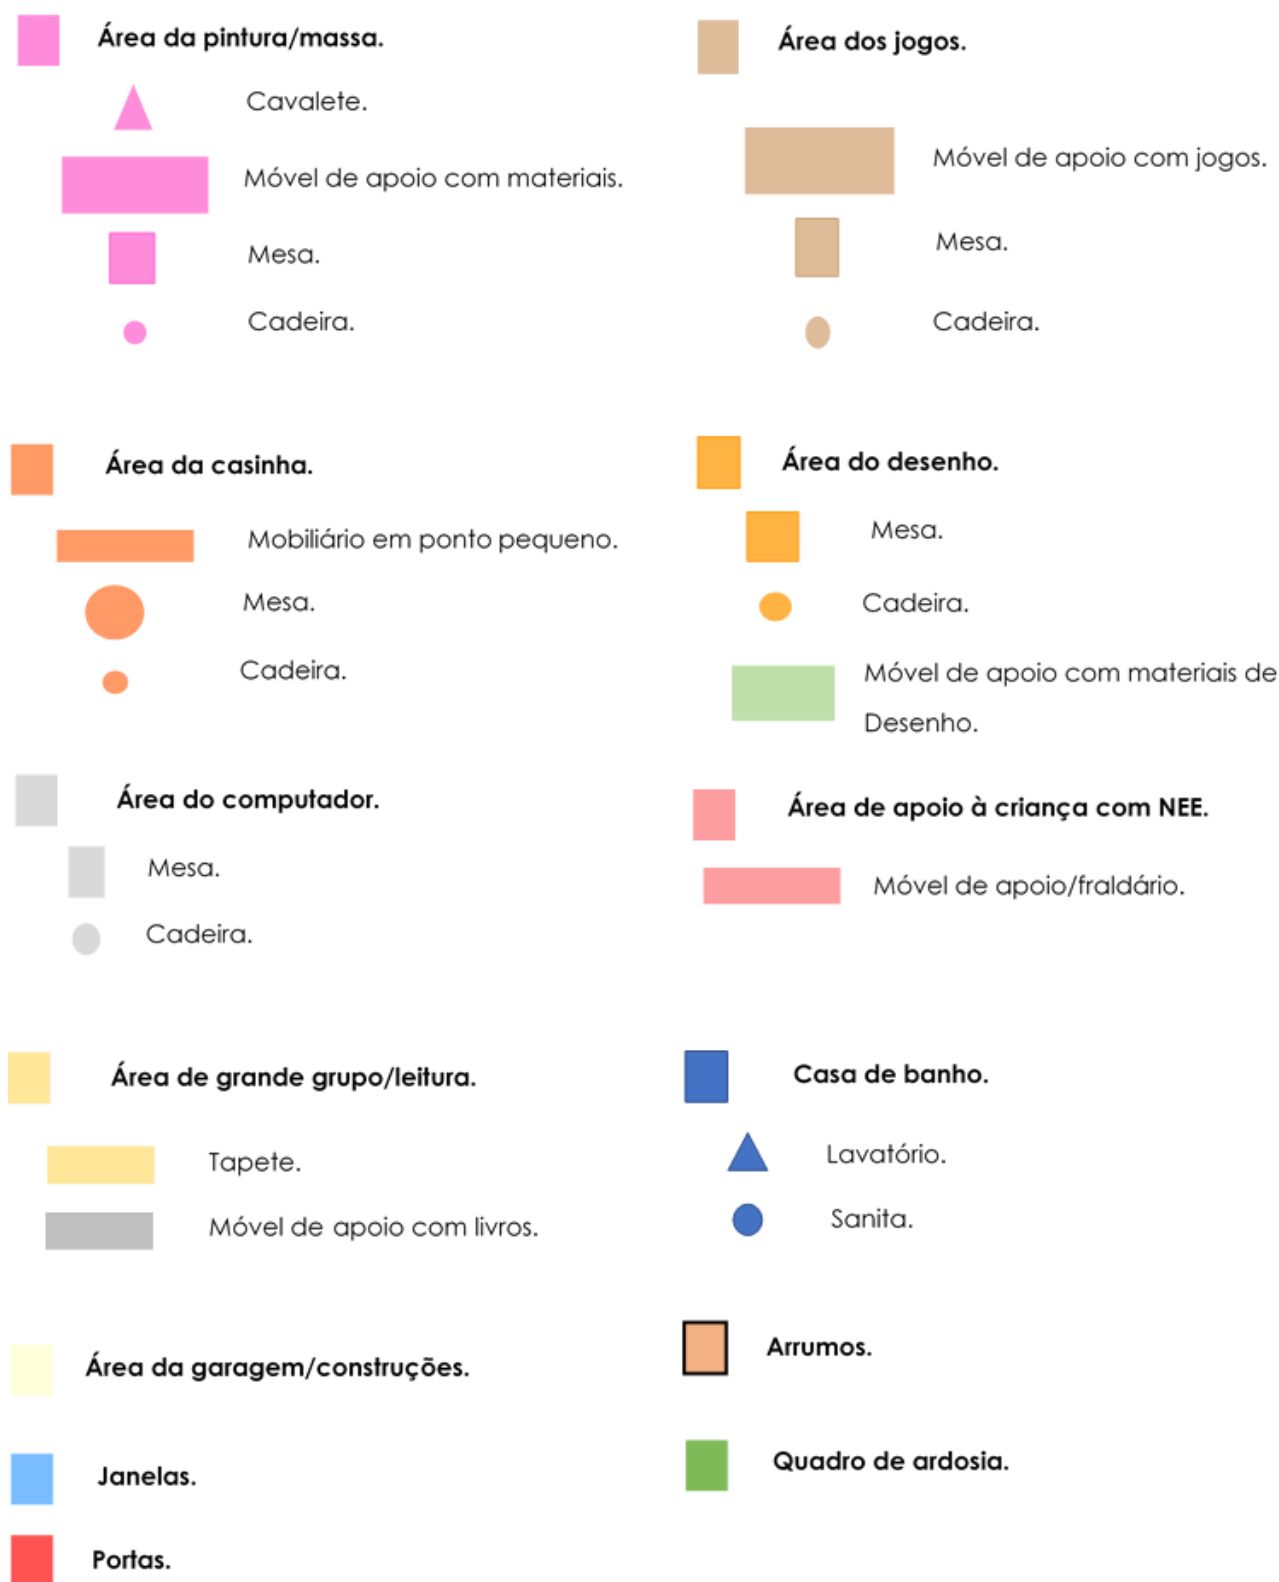 Área da pintura/massa.
Cavalete.
Móvel de apoio com materiais.
Mesa.
Cadeira.
Área dos jogos.
Móvel de apoio com jogos.
Mesa.
Cadeira.
Área da casinha.
Mobiliário em ponto pequeno.
Mesa.
Cadeira.
Área do desenho.
Mesa.
Cadeira.
Móvel de apoio com materiais de
Desenho.
Área do computador.
Mesa.
Cadeira.
Área de apoio à criança com NEE.
Móvel de apoio/fraldário.
Área de grande grupo/leitura.
Tapete.
Móvel de apoio com livros.
Casa de banho.
Lavatório.
Sanita.
Área da garagem/construções.
Arrumos.
Janelas.
Quadro de ardosia.
Portas.